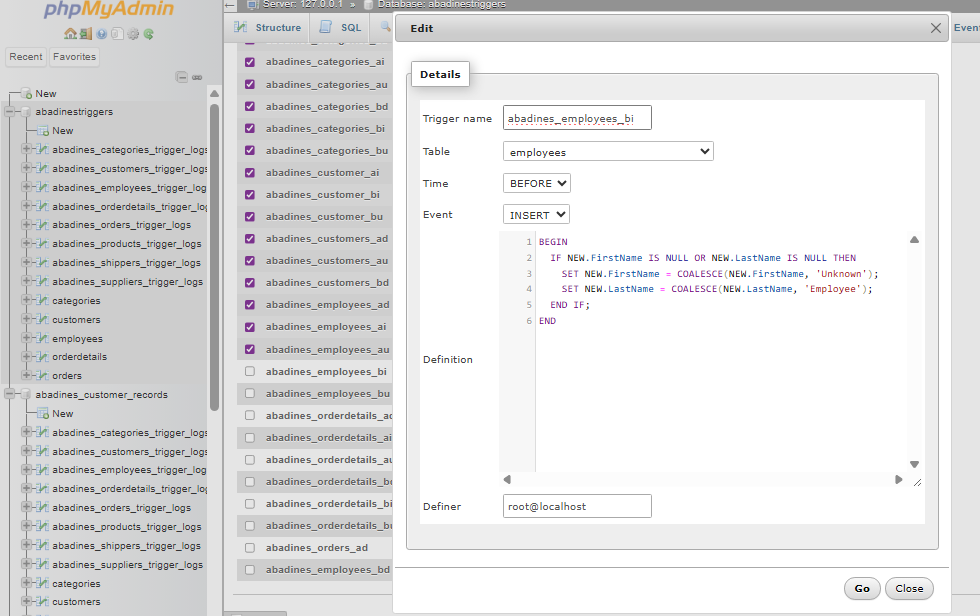 phpMyAdmin
Recent
Favorites
New
abadinestriggers
New
abadines_categories_trigger_logs
abadines_customers_trigger_logs
abadines_employees_trigger_log
abadines_orderdetails_trigger_log
abadines_orders_trigger_logs
abadines_products_trigger_logs
abadines_shippers_trigger_logs
abadines_suppliers_trigger_logs
categories
customers
employees
orderdetails
orders
abadines_customer_records
New
abadines_categories_trigger_logs
abadines_customers_trigger_logs
abadines_employees_trigger_log
abadines_orderdetails_trigger_log
abadines_orders_trigger_logs
abadines_products_trigger_logs
abadines_shippers_trigger_logs
abadines_suppliers_trigger_logs
categories
customers
Server: 127.0.0.1 » Database: abadinestriggers
Structure
SQL
Event
abadines_categories_ai
abadines_categories_au
abadines_categories_bd
abadines_categories_bi
abadines_categories_bu
abadines_customer_ai
abadines_customer_bi
abadines_customer_bu
abadines_customers_ad
abadines_customers_au
abadines_customers_bd
abadines_employees_ad
abadines_employees_ai
abadines_employees_au
abadines_employees_bi
abadines_employees_bu
abadines_orderdetails_ad
abadines_orderdetails_ai
abadines_orderdetails_au
abadines_orderdetails_bd
abadines_orderdetails_bi
abadines_orderdetails_bu
abadines_orders_ad
abadines_employees_bd
Edit
Details
Trigger name
abadines_employees_bi
Table
employees
Time
BEFORE
Event
INSERT
Definition
1 BEGIN
2 IF NEW.FirstName IS NULL OR NEW.LastName IS NULL THEN
3 SET NEW.FirstName = COALESCE(NEW.FirstName, 'Unknown');
4 SET NEW.LastName = COALESCE(NEW.LastName, 'Employee');
5 END IF;
6 END
Definer
root@localhost
Go
Close